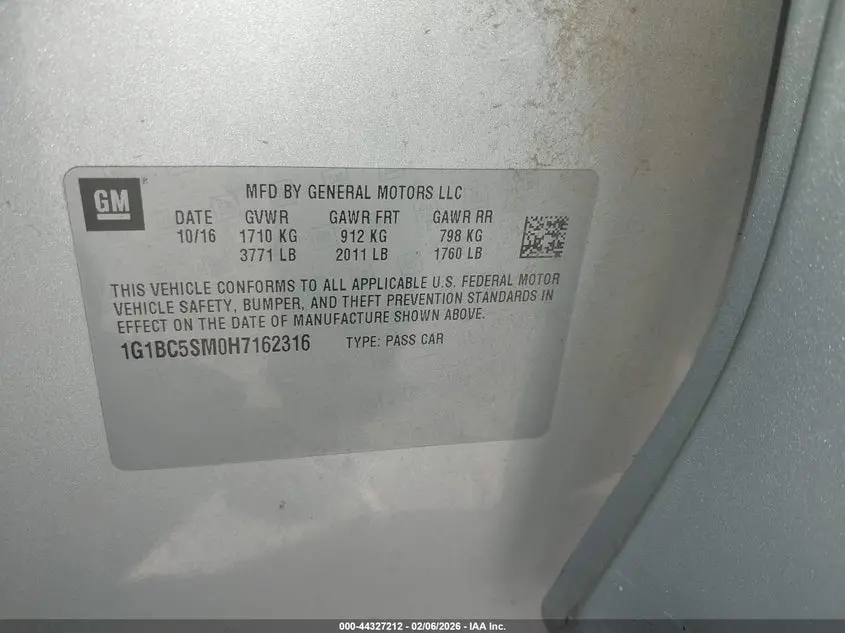 GM
MFD BY GENERAL MOTORS LLC
DATE GVWR GAWR FRT GAWR RR
10/16 1710 KG 912 KG 798 KG
3771 LB 2011 LB 1760 LB
THIS VEHICLE CONFORMS TO ALL APPLICABLE U.S. FEDERAL MOTOR
VEHICLE SAFETY, BUMPER, AND THEFT PREVENTION STANDARDS IN
EFFECT ON THE DATE OF MANUFACTURE SHOWN ABOVE.
1G1BC5SM0H7162316 TYPE: PASS CAR
000-44327212 - 02/06/2026 - IAA Inc.